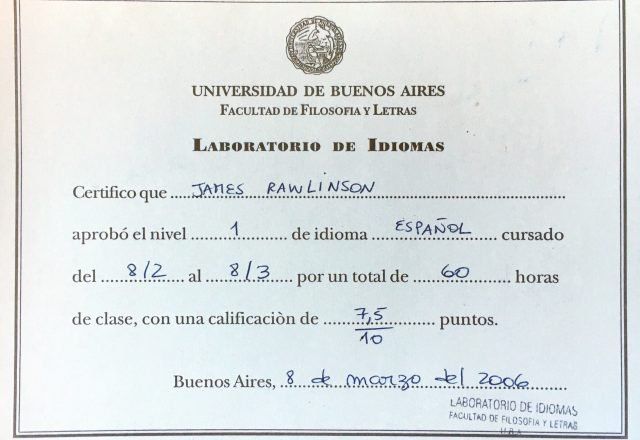 UNIVERSIDAD DE BUENOS AIRES
FACULTAD DE FILOSOFIA Y LETRAS
LABORATORIO DE IDIOMAS
Certifico que JAMES RAWLINSON
aprobó el nivel 1 de idioma ESPAÑOL cursado
del 8/2 al 8/3 por un total de 60 horas
de clase, con una calificaciòn de 7,5/10 puntos.
Buenos Aires, 8 de marzo del 2006
LABORATORIO DE IDIOMAS
FACULTAD DE FILOSOFIA Y LETRAS
U.B.A.